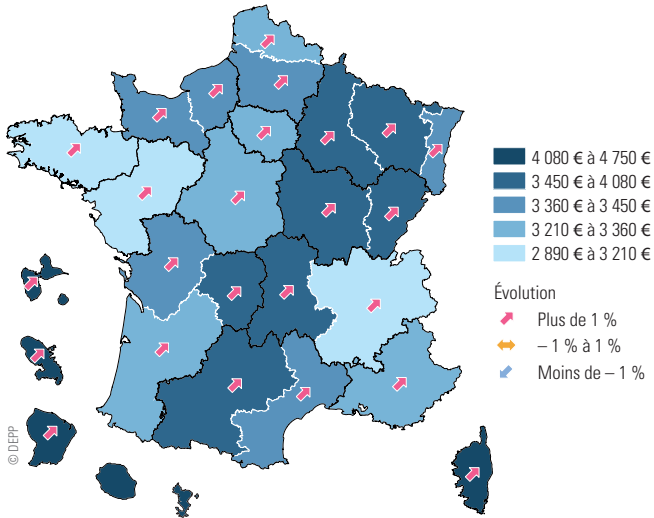 4 080 € à 4 750 €
3 450 € à 4 080 €
3 360 € à 3 450 €
3 210 € à 3 360 €
2 890 € à 3 210 €
Évolution
Plus de 1 %
– 1 % à 1 %
Moins de – 1 %
© DEPP